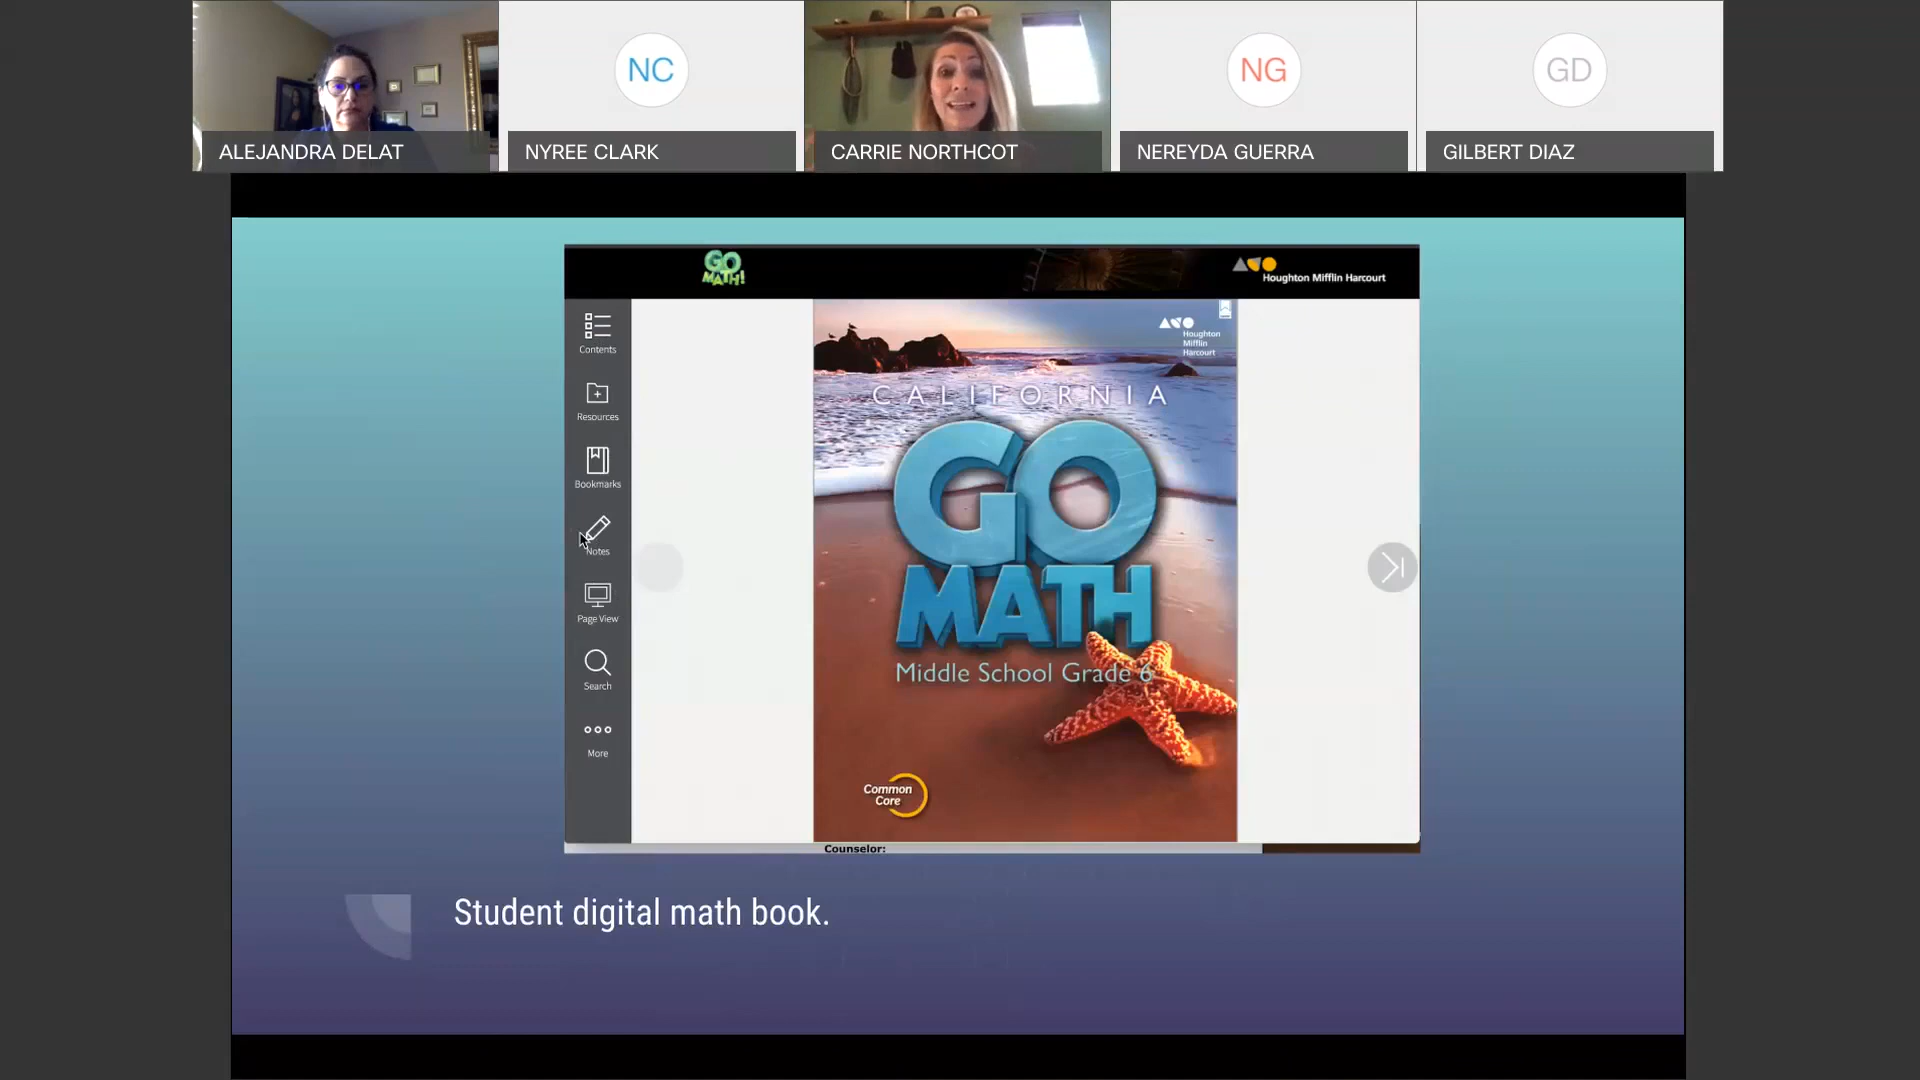 ALEJANDRA DELAT
NC
NYREE CLARK
CARRIE NORTHCOT
NG
NEREYDA GUERRA
GD
GILBERT DIAZ
GO
MATH!
Houghton Mifflin Harcourt
Contents
Resources
Bookmarks
Notes
Page View
Search
More
Houghton
Mifflin
Harcourt
CALIFORNIA
GO
MATH
Middle School Grade 6
Common
Core
Counselor:
Student digital math book.